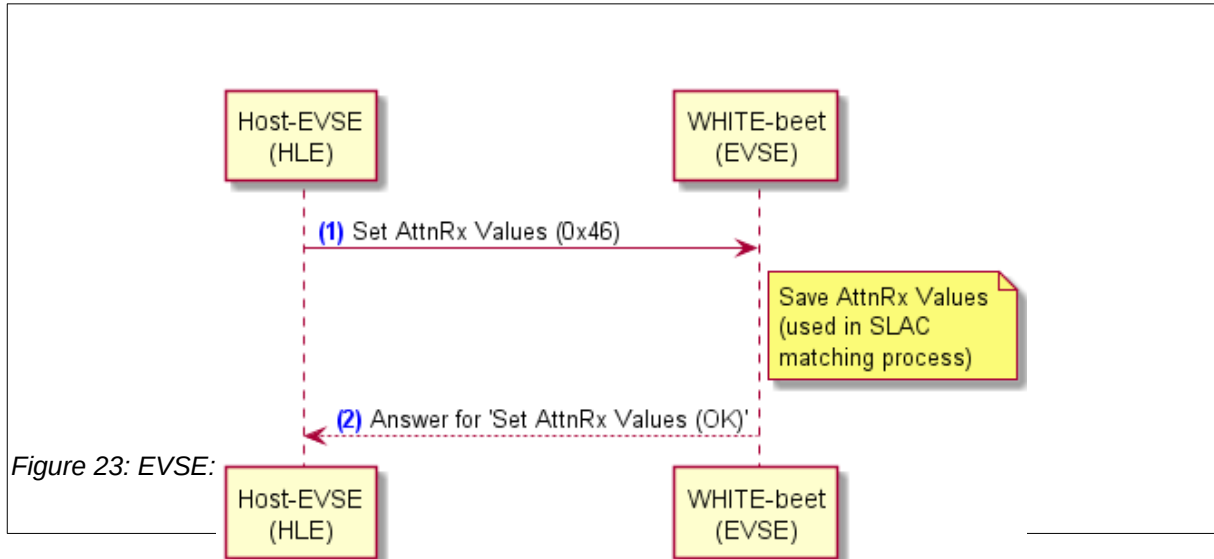 Host-EVSE
(HLE)
WHITE-beet
(EVSE)
(1) Set AttnRx Values (0x46)
Save AttnRx Values
(used in SLAC
matching process)
(2) Answer for 'Set AttnRx Values (OK)'
Figure 23: EVSE:
Host-EVSE
(HLE)
WHITE-beet
(EVSE)